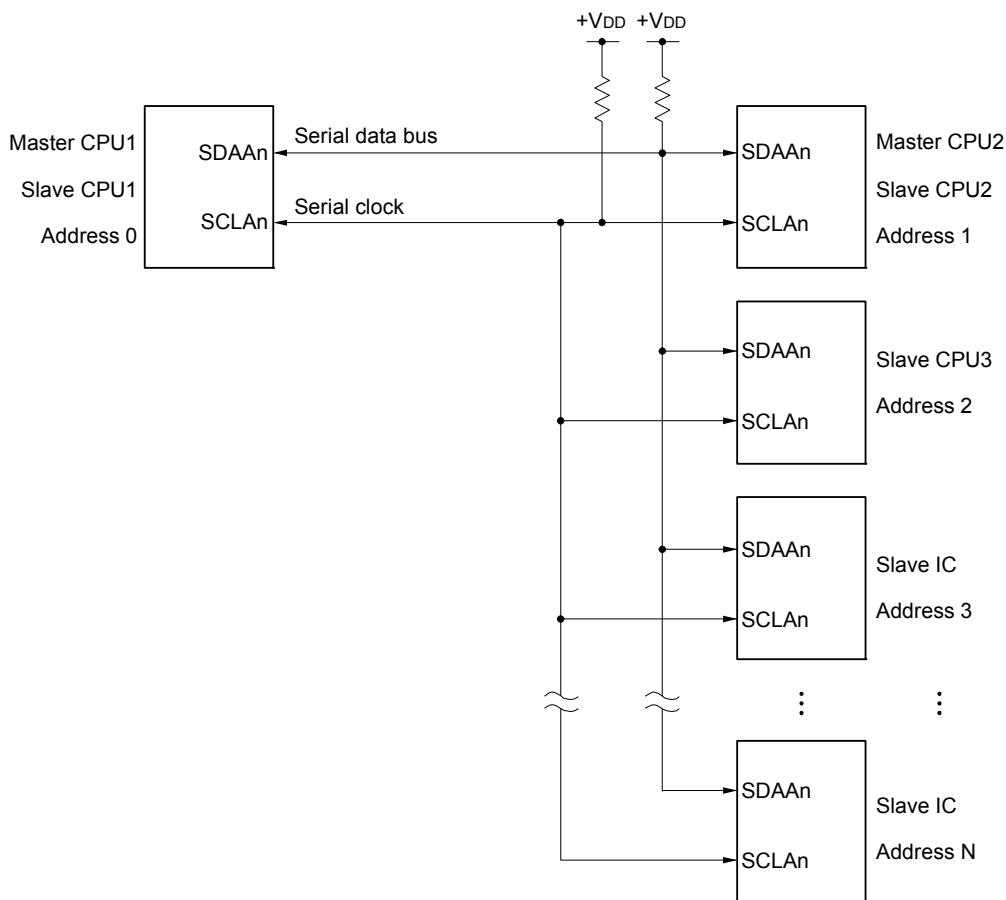 +VDD +VDD
Master CPU1
Slave CPU1
Address 0
SDAAn
SCLAn
Serial data bus
Serial clock
SDAAn
SCLAn
Master CPU2
Slave CPU2
Address 1
SDAAn
SCLAn
Slave CPU3
Address 2
SDAAn
SCLAn
Slave IC
Address 3
SDAAn
SCLAn
Slave IC
Address N